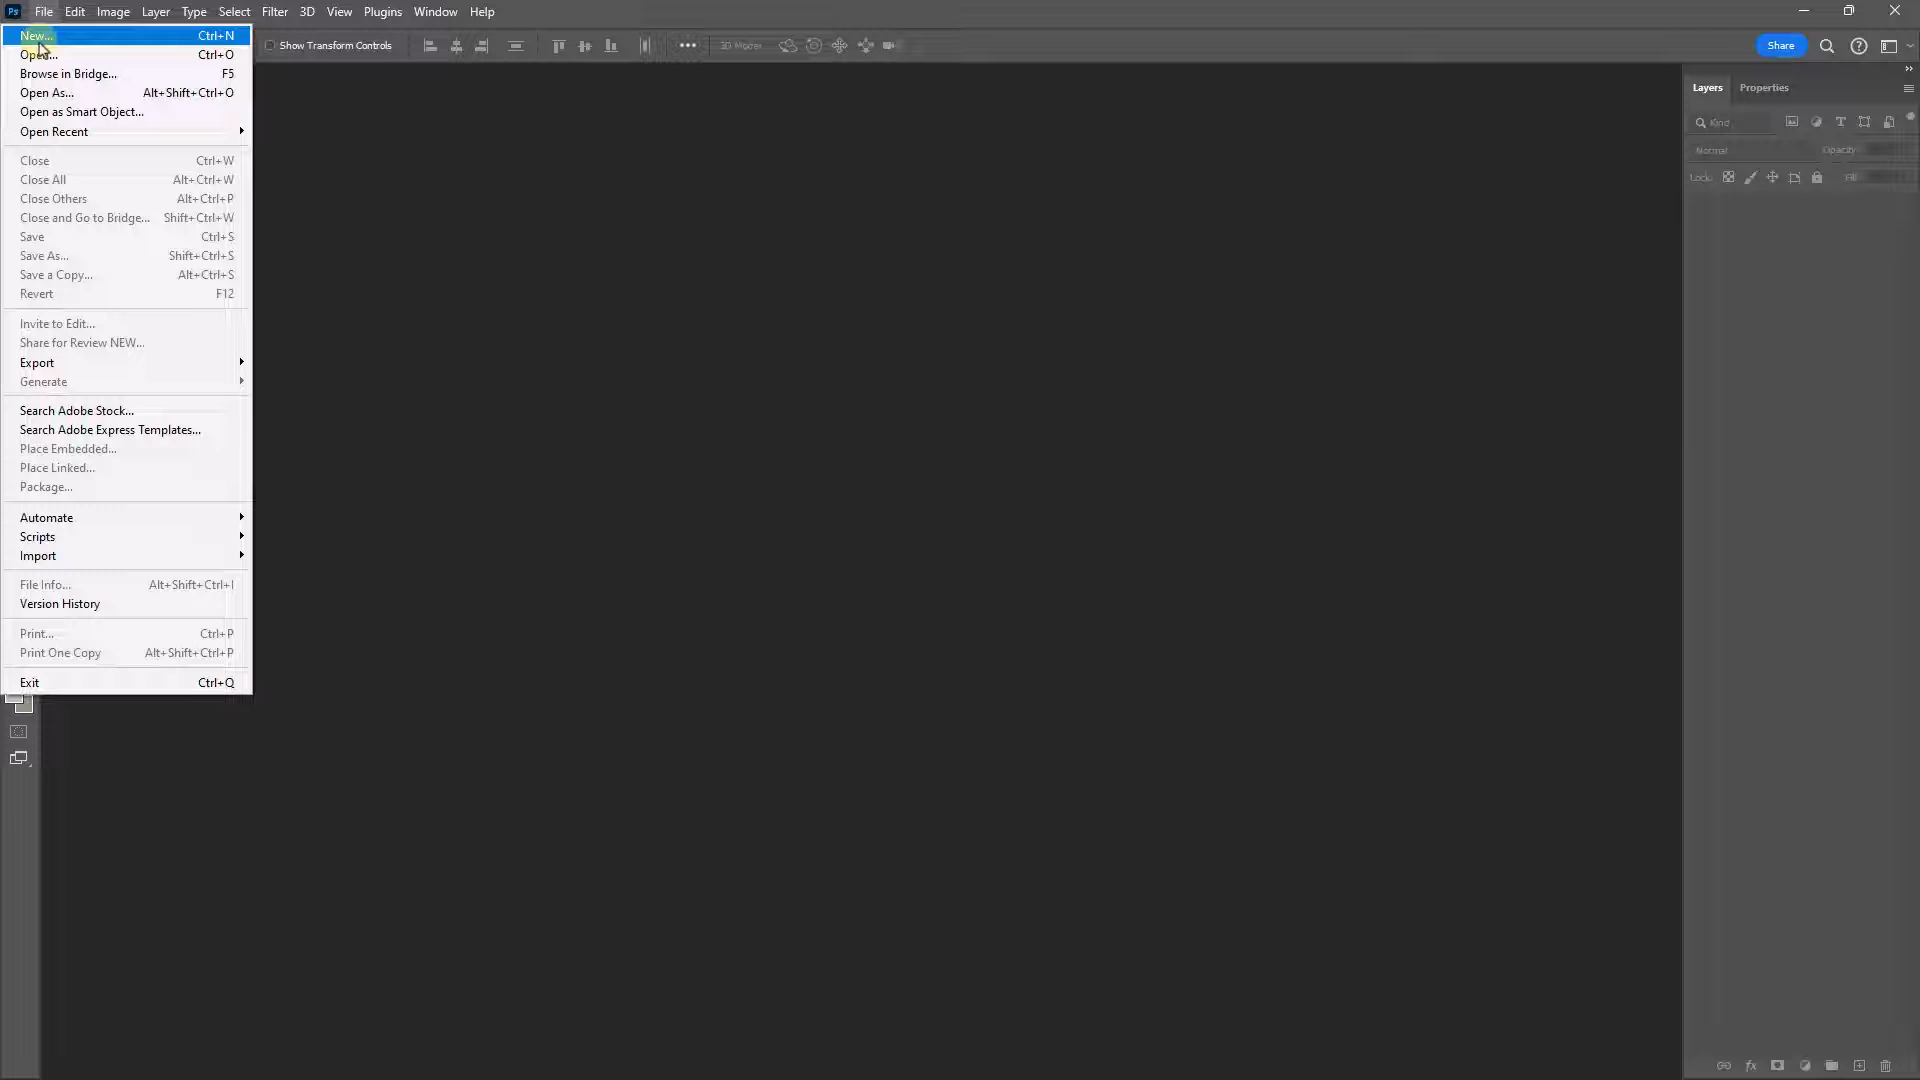 Ps File Edit Image Layer Type Select Filter 3D View Plugins Window Help
New... Ctrl+N
Show Transform Controls
3D Mode:
Share
Open... Ctrl+O
Browse in Bridge... F5
Open As... Alt+Shift+Ctrl+O
Open as Smart Object...
Open Recent
Close Ctrl+W
Close All Alt+Ctrl+W
Close Others Alt+Ctrl+P
Close and Go to Bridge... Shift+Ctrl+W
Save Ctrl+S
Save As... Shift+Ctrl+S
Save a Copy... Alt+Ctrl+S
Revert F12
Invite to Edit...
Share for Review NEW...
Export
Generate
Search Adobe Stock...
Search Adobe Express Templates...
Place Embedded...
Place Linked...
Package...
Automate
Scripts
Import
File Info... Alt+Shift+Ctrl+I
Version History
Print... Ctrl+P
Print One Copy Alt+Shift+Ctrl+P
Exit Ctrl+Q
Layers Properties
Kind
Normal Opacity:
Lock: Fill:
fx